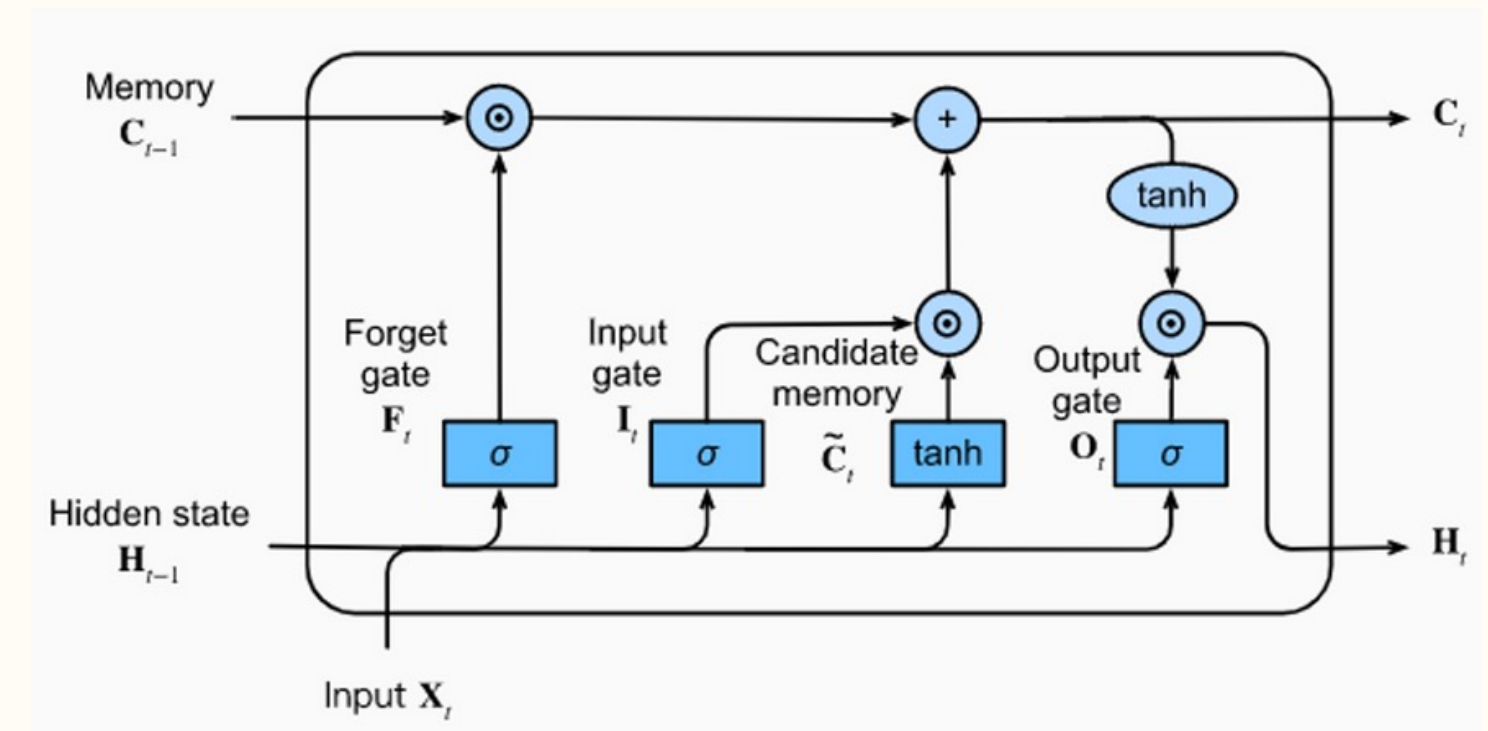 Memory
C_{t-1}
⊙
+
C_t
tanh
Forget
gate
F_t
Input
gate
I_t
Candidate
memory
C̃_t
⊙
Output
gate
O_t
⊙
σ
σ
tanh
σ
Hidden state
H_{t-1}
H_t
Input X_t